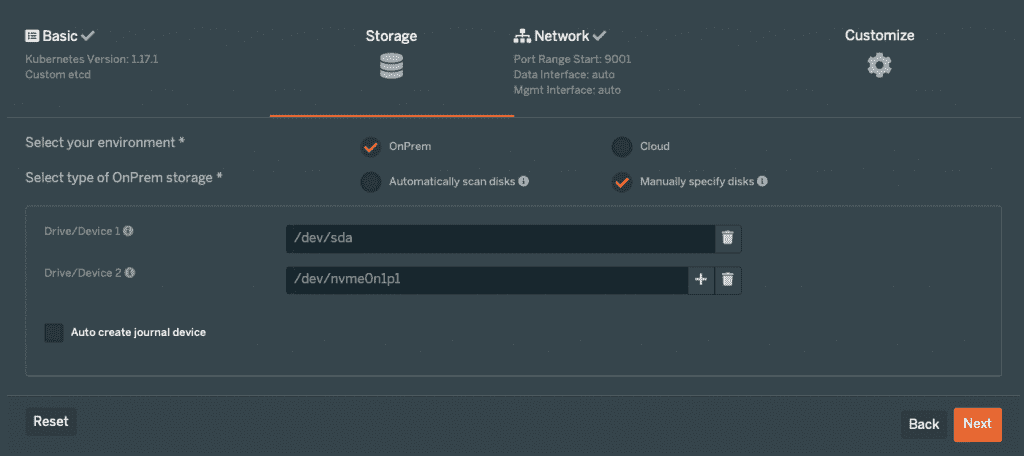 Basic
Kubernetes Version: 1.17.1
Custom etcd
Storage
Network
Port Range Start: 9001
Data Interface: auto
Mgmt Interface: auto
Customize
Select your environment *
OnPrem
Cloud
Select type of OnPrem storage *
Automatically scan disks
Manually specify disks
Drive/Device 1
/dev/sda
Drive/Device 2
/dev/nvme0n1p1
Auto create journal device
Reset
Back
Next